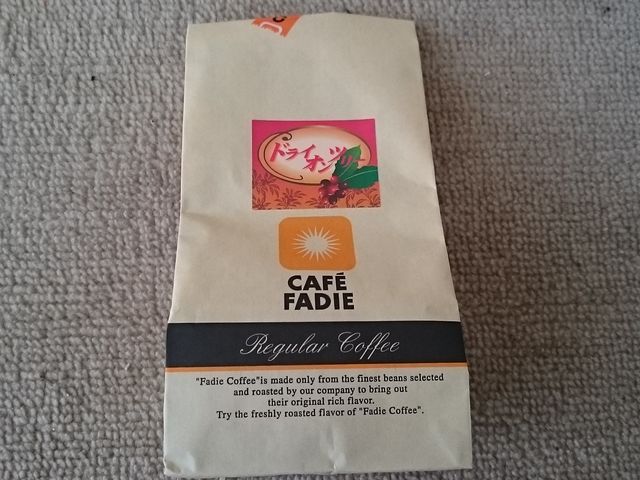 ドライ
オンツリー
CAFÉ
FADIE
Regular Coffee
"Fadie Coffee"is made only from the finest beans selected
and roasted by our company to bring out
their original rich flavor.
Try the freshly roasted flavor of "Fadie Coffee".